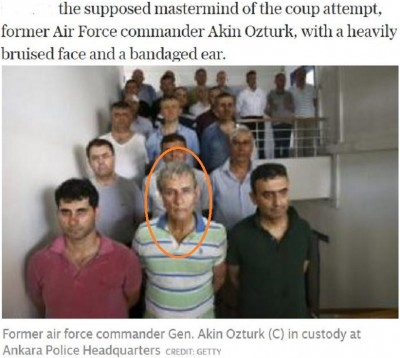 the supposed mastermind of the coup attempt,
former Air Force commander Akin Ozturk, with a heavily
bruised face and a bandaged ear.
Former air force commander Gen. Akin Ozturk (C) in custody at
Ankara Police Headquarters CREDIT: GETTY